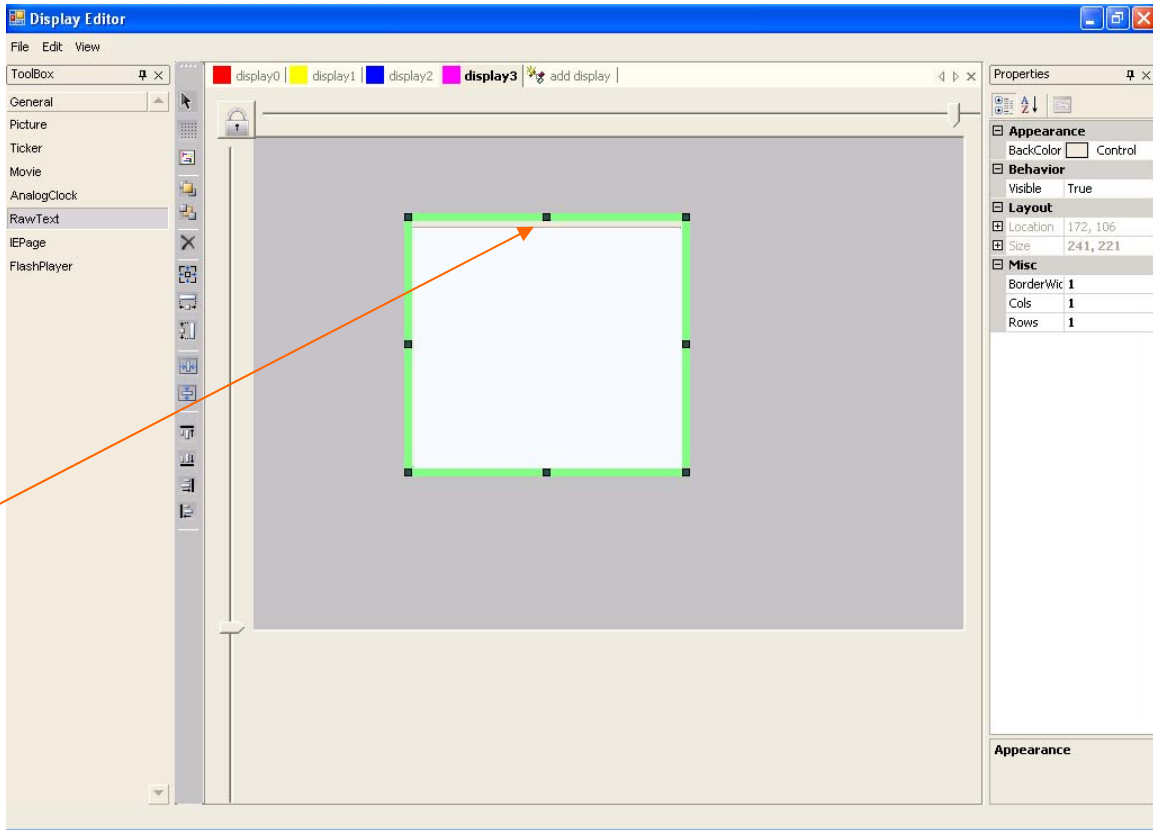 Display Editor
File Edit View
ToolBox
General
Picture
Ticker
Movie
AnalogClock
RawText
IEPage
FlashPlayer
display0 display1 display2 display3 add display
Properties
Appearance
BackColor Control
Behavior
Visible True
Layout
Location 172, 106
Size 241, 221
Misc
BorderWic 1
Cols 1
Rows 1
Appearance